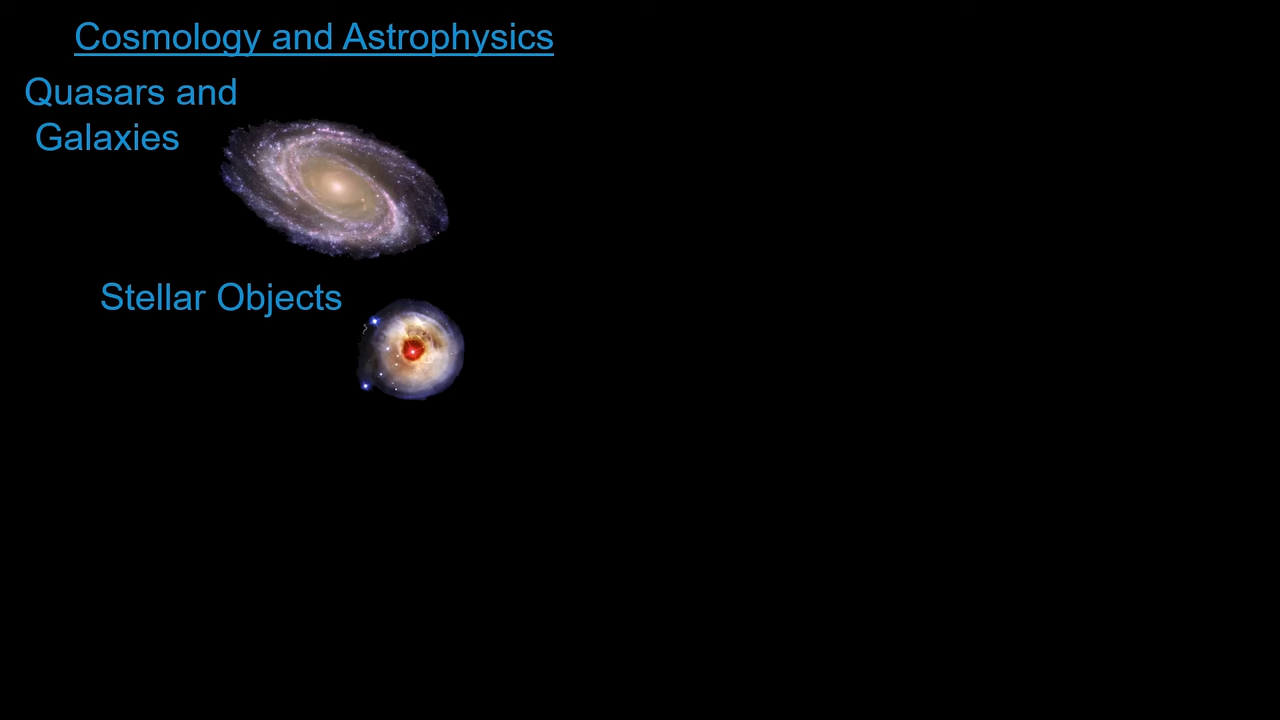 Cosmology and Astrophysics
Quasars and
Galaxies
Stellar Objects